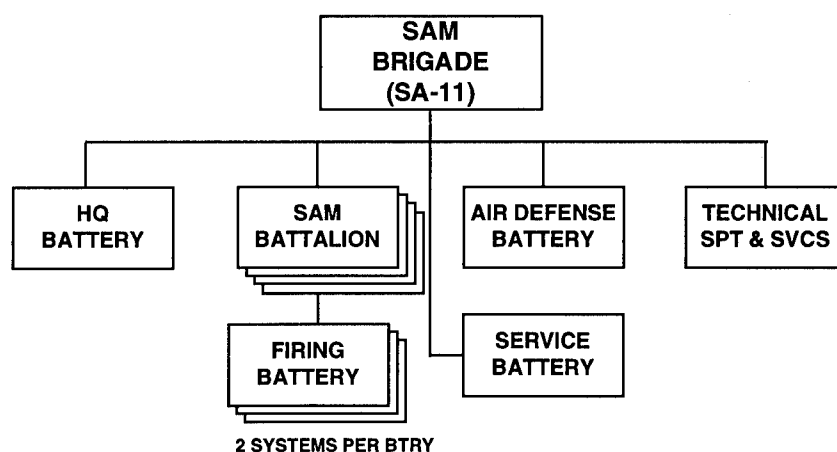 SAM
BRIGADE
(SA-11)
HQ
BATTERY
SAM
BATTALION
AIR DEFENSE
BATTERY
TECHNICAL
SPT & SVCS
FIRING
BATTERY
SERVICE
BATTERY
2 SYSTEMS PER BTRY